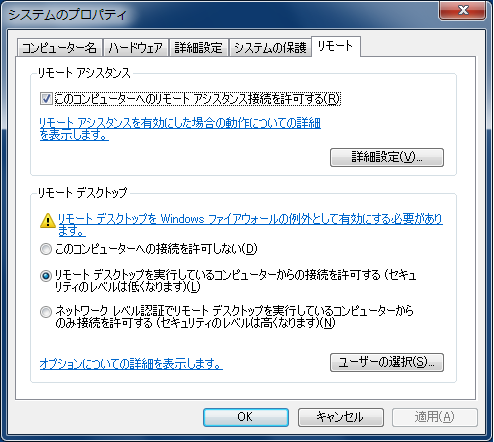 システムのプロパティ
コンピューター名 ハードウェア 詳細設定 システムの保護 リモート
リモート アシスタンス
このコンピューターへのリモート アシスタンス接続を許可する(R)
リモート アシスタンスを有効にした場合の動作についての詳細
を表示します。
詳細設定(V)...
リモート デスクトップ
リモート デスクトップを Windows ファイアウォールの例外として有効にする必要があり
ます。
このコンピューターへの接続を許可しない(D)
リモート デスクトップを実行しているコンピューターからの接続を許可する (セキュ
リティのレベルは低くなります)(L)
ネットワーク レベル認証でリモート デスクトップを実行しているコンピューターから
のみ接続を許可する (セキュリティのレベルは高くなります)(N)
オプションについての詳細を表示します。
ユーザーの選択(S)...
OK キャンセル 適用(A)